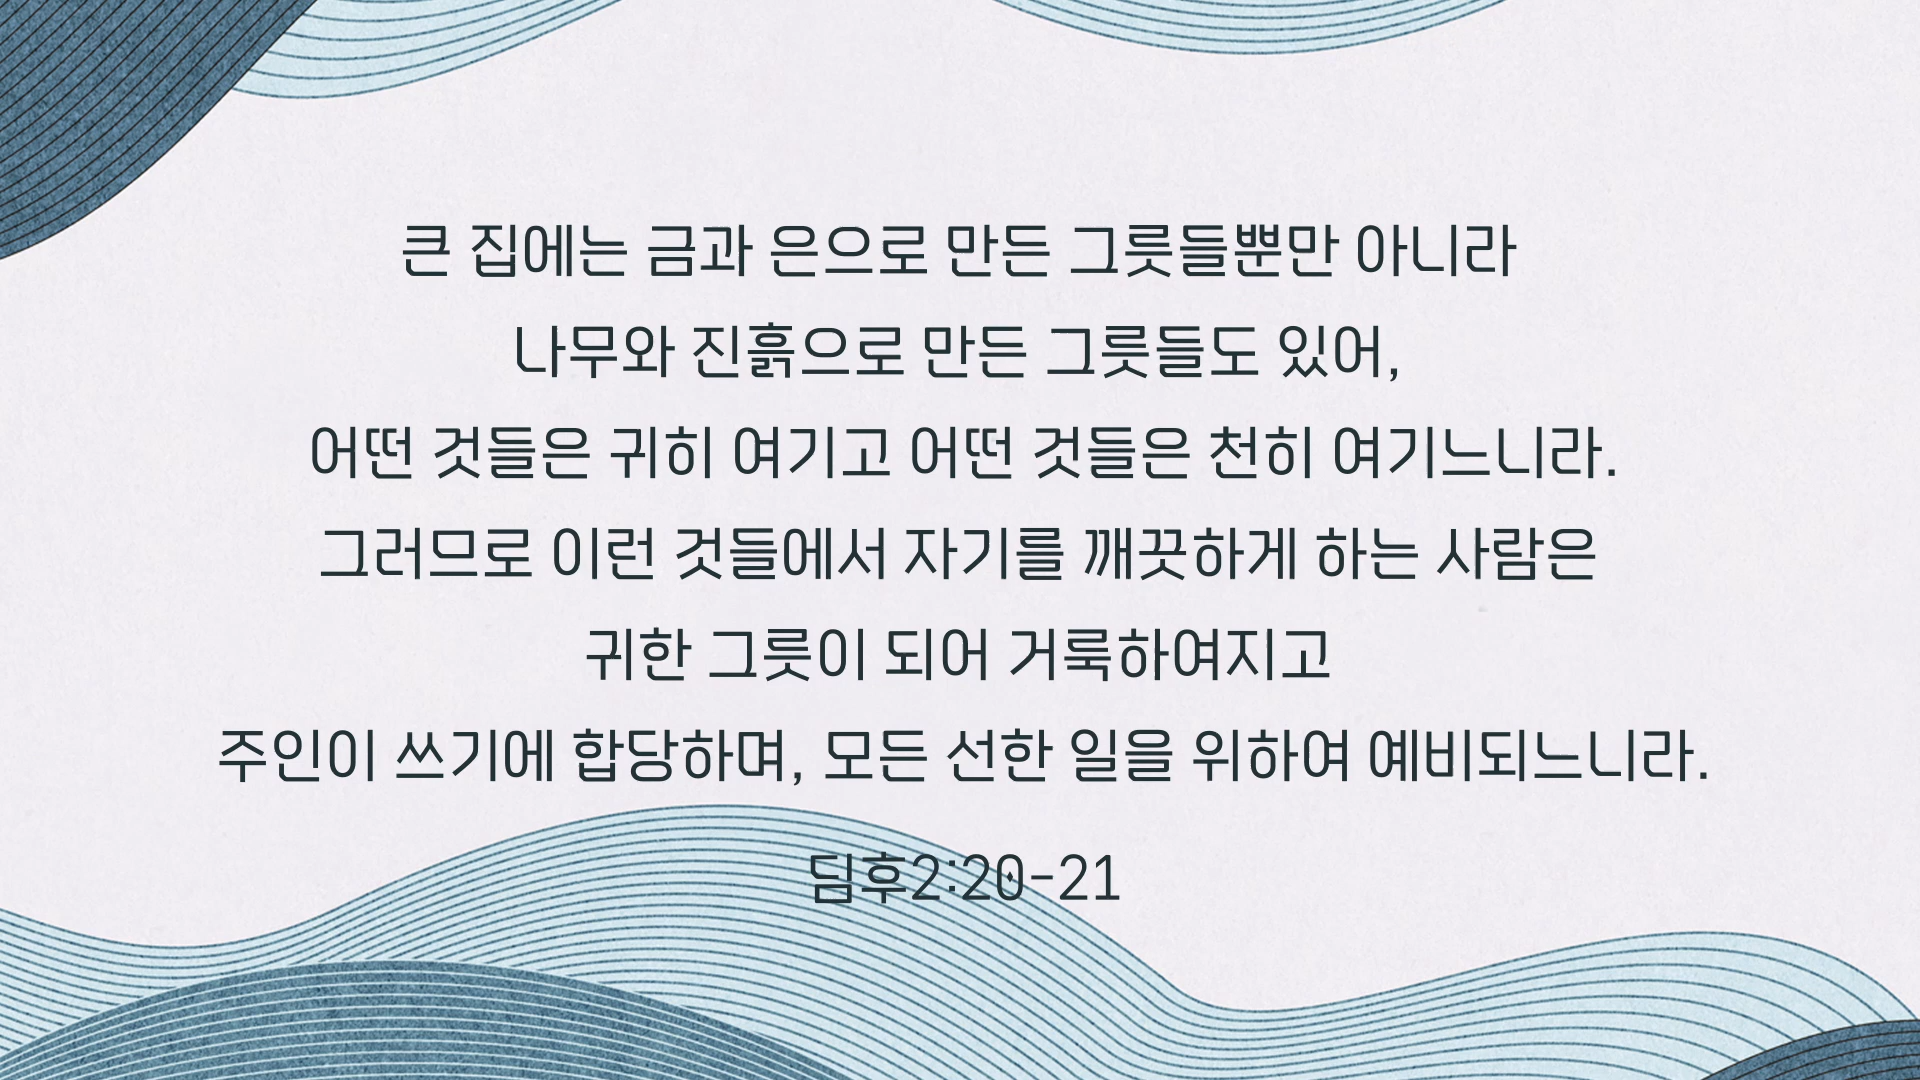 큰 집에는 금과 은으로 만든 그릇들뿐만 아니라
나무와 진흙으로 만든 그릇들도 있어,
어떤 것들은 귀히 여기고 어떤 것들은 천히 여기느니라.
그러므로 이런 것들에서 자기를 깨끗하게 하는 사람은
귀한 그릇이 되어 거룩하여지고
주인이 쓰기에 합당하며, 모든 선한 일을 위하여 예비되느니라.
딤후2:20-21